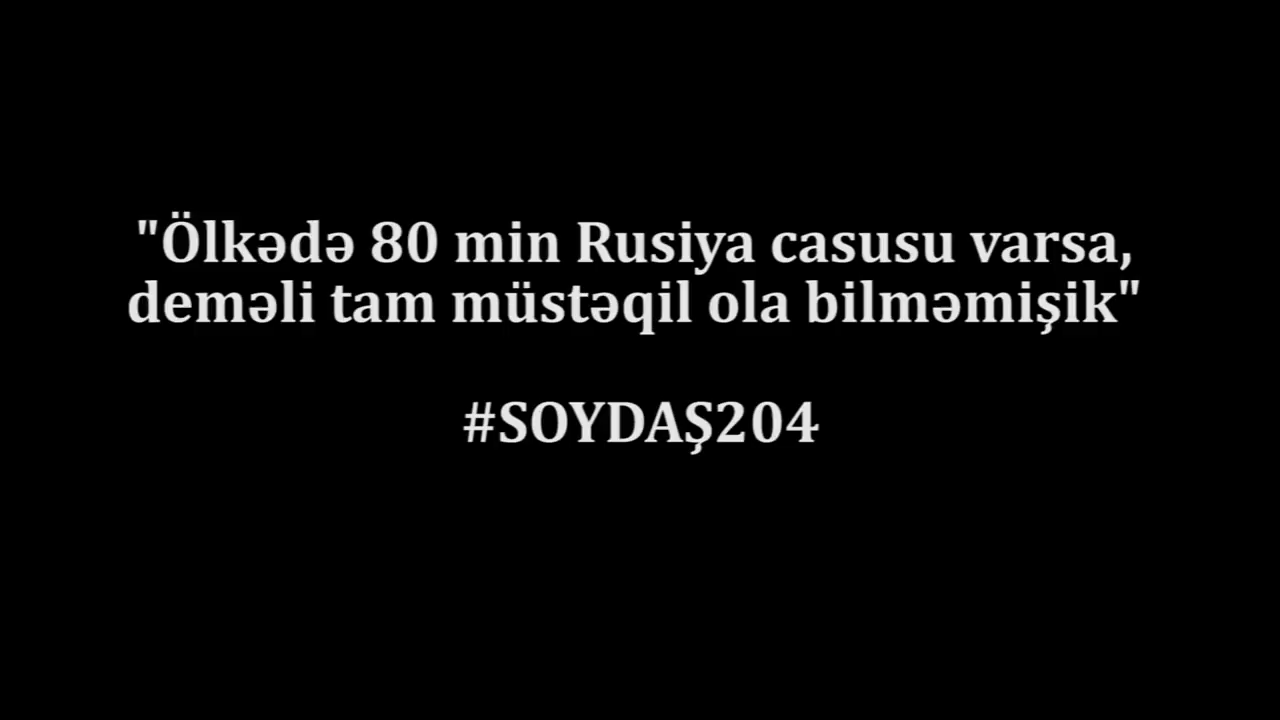 "Ölkədə 80 min Rusiya casusu varsa,
deməli tam müstəqil ola bilməmişik"
#SOYDAŞ204